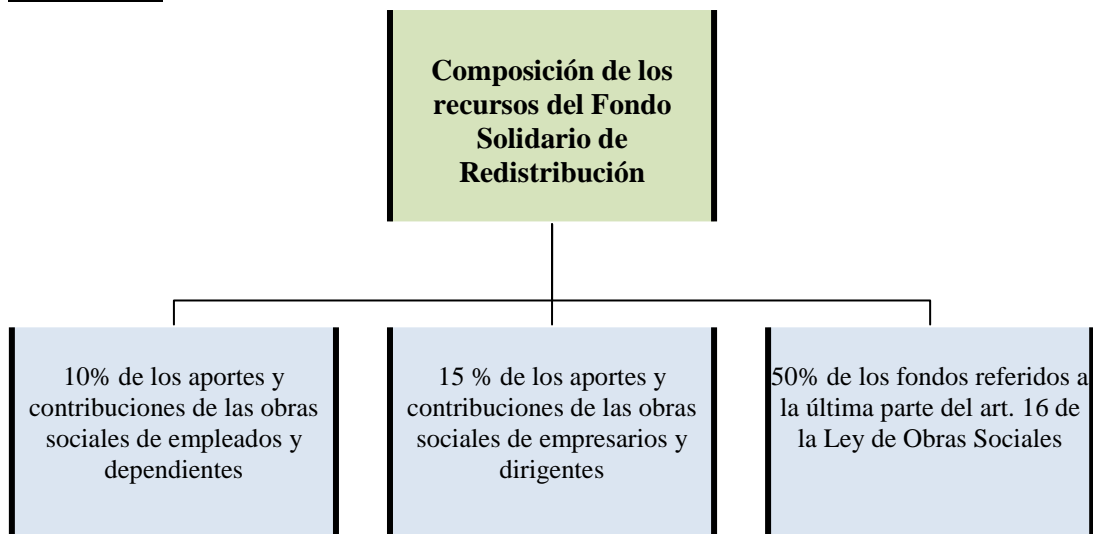 Composición de los
recursos del Fondo
Solidario de
Redistribución
10% de los aportes y
contribuciones de las obras
sociales de empleados y
dependientes
15 % de los aportes y
contribuciones de las obras
sociales de empresarios y
dirigentes
50% de los fondos referidos a
la última parte del art. 16 de
la Ley de Obras Sociales